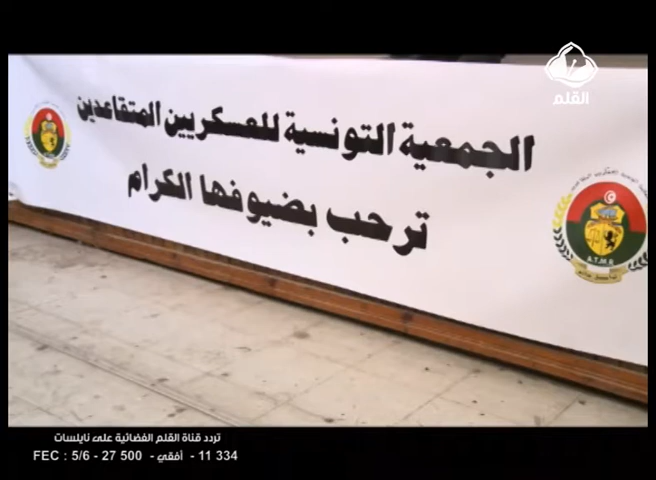 القلم
الجمعية التونسية للعسكريين المتقاعدين
ترحب بضيوفها الكرام
A.T.M.R
تردد قناة القلم الفضائية على نايلسات
FEC : 5/6 - 27 500 - أفقي - 11 334